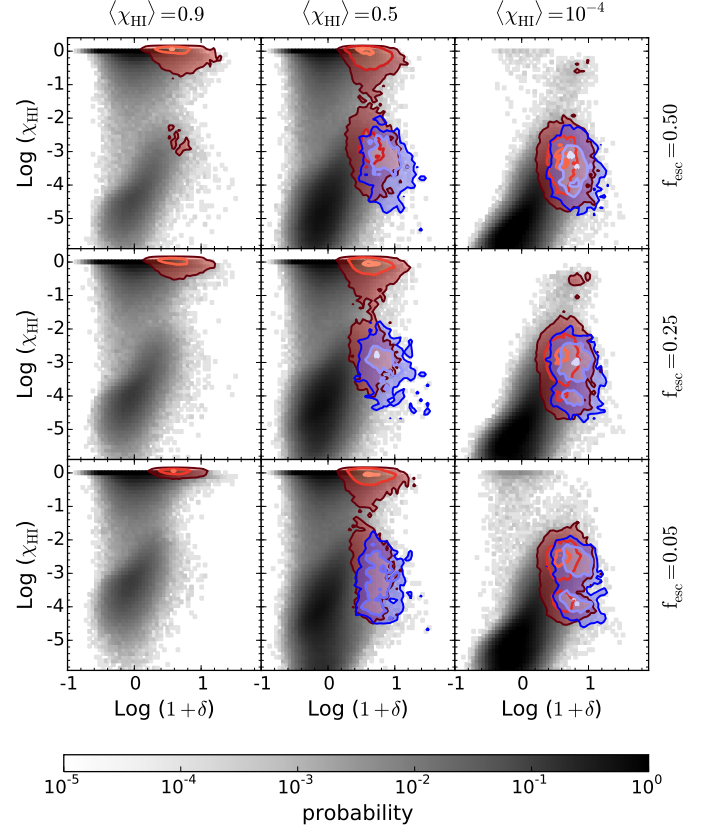 ⟨χHI⟩=0.9 ⟨χHI⟩=0.5 ⟨χHI⟩=10⁻⁴
0
-1
-2
-3
-4
-5
Log (χHI)
fesc=0.50
0
-1
-2
-3
-4
-5
Log (χHI)
fesc=0.25
0
-1
-2
-3
-4
-5
Log (χHI)
fesc=0.05
-1 0 1 -1 0 1 -1 0 1
Log (1+δ) Log (1+δ) Log (1+δ)
10⁻⁵ 10⁻⁴ 10⁻³ 10⁻² 10⁻¹ 10⁰
probability